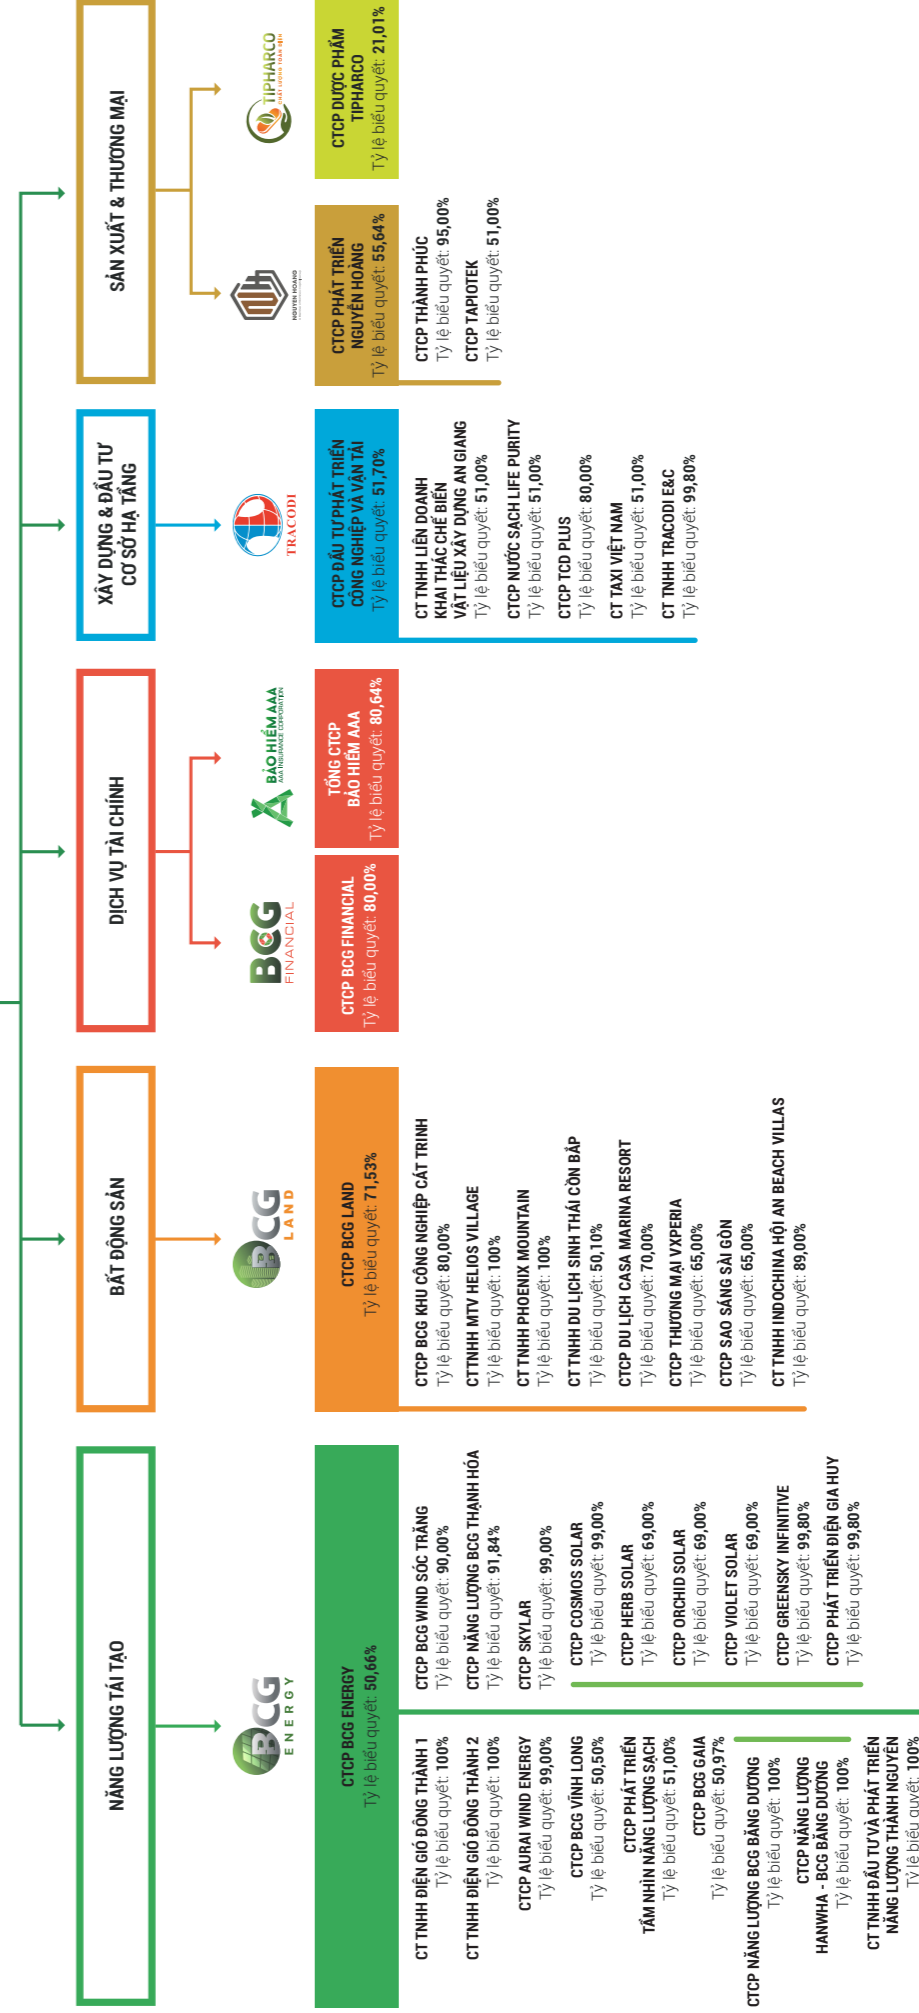 NĂNG LƯỢNG TÁI TẠO
BCG
ENERGY
CTCP BCG ENERGY
Tỷ lệ biểu quyết: 50,66%
CT TNHH ĐIỆN GIÓ ĐÔNG THÀNH 1
Tỷ lệ biểu quyết: 100%
CT TNHH ĐIỆN GIÓ ĐÔNG THÀNH 2
Tỷ lệ biểu quyết: 100%
CTCP AURAI WIND ENERGY
Tỷ lệ biểu quyết: 99,00%
CTCP BCG VĨNH LONG
Tỷ lệ biểu quyết: 50,50%
CTCP PHÁT TRIỂN
TẦM NHÌN NĂNG LƯỢNG SẠCH
Tỷ lệ biểu quyết: 51,00%
CTCP BCG GAIA
Tỷ lệ biểu quyết: 50,97%
CTCP NĂNG LƯỢNG BCG BĂNG DƯƠNG
Tỷ lệ biểu quyết: 100%
CTCP NĂNG LƯỢNG
HANWHA - BCG BĂNG DƯƠNG
Tỷ lệ biểu quyết: 100%
CT TNHH ĐẦU TƯ VÀ PHÁT TRIỂN
NĂNG LƯỢNG THÀNH NGUYÊN
Tỷ lệ biểu quyết: 100%
CTCP BCG WIND SÓC TRĂNG
Tỷ lệ biểu quyết: 90,00%
CTCP NĂNG LƯỢNG BCG THẠNH HÓA
Tỷ lệ biểu quyết: 91,84%
CTCP SKYLAR
Tỷ lệ biểu quyết: 99,00%
CTCP COSMOS SOLAR
Tỷ lệ biểu quyết: 99,00%
CTCP HERB SOLAR
Tỷ lệ biểu quyết: 69,00%
CTCP ORCHID SOLAR
Tỷ lệ biểu quyết: 69,00%
CTCP VIOLET SOLAR
Tỷ lệ biểu quyết: 69,00%
CTCP GREENSKY INFINITIVE
Tỷ lệ biểu quyết: 99,80%
CTCP PHÁT TRIỂN ĐIỆN GIA HUY
Tỷ lệ biểu quyết: 99,80%
BẤT ĐỘNG SẢN
BCG
LAND
CTCP BCG LAND
Tỷ lệ biểu quyết: 71,53%
CTCP BCG KHU CÔNG NGHIỆP CÁT TRINH
Tỷ lệ biểu quyết: 80,00%
CTTNHH MTV HELIOS VILLAGE
Tỷ lệ biểu quyết: 100%
CT TNHH PHOENIX MOUNTAIN
Tỷ lệ biểu quyết: 100%
CT TNHH DU LỊCH SINH THÁI CỒN BẮP
Tỷ lệ biểu quyết: 50,10%
CTCP DU LỊCH CASA MARINA RESORT
Tỷ lệ biểu quyết: 70,00%
CTCP THƯƠNG MẠI VXPERIA
Tỷ lệ biểu quyết: 65,00%
CTCP SAO SÁNG SÀI GÒN
Tỷ lệ biểu quyết: 65,00%
CT TNHH INDOCHINA HỘI AN BEACH VILLAS
Tỷ lệ biểu quyết: 89,00%
DỊCH VỤ TÀI CHÍNH
BCG
FINANCIAL
CTCP BCG FINANCIAL
Tỷ lệ biểu quyết: 80,00%
BẢO HIỂM AAA
AAA INSURANCE CORPORATION
TỔNG CTCP
BẢO HIỂM AAA
Tỷ lệ biểu quyết: 80,64%
XÂY DỰNG & ĐẦU TƯ
CƠ SỞ HẠ TẦNG
TRACODI
CTCP ĐẦU TƯ PHÁT TRIỂN
CÔNG NGHIỆP VÀ VẬN TẢI
Tỷ lệ biểu quyết: 51,70%
CT TNHH LIÊN DOANH
KHAI THÁC CHẾ BIẾN
VẬT LIỆU XÂY DỰNG AN GIANG
Tỷ lệ biểu quyết: 51,00%
CTCP NƯỚC SẠCH LIFE PURITY
Tỷ lệ biểu quyết: 51,00%
CTCP TCD PLUS
Tỷ lệ biểu quyết: 80,00%
CT TAXI VIỆT NAM
Tỷ lệ biểu quyết: 51,00%
CT TNHH TRACODI E&C
Tỷ lệ biểu quyết: 99,80%
SẢN XUẤT & THƯƠNG MẠI
NGUYEN HOANG
CTCP PHÁT TRIỂN
NGUYỄN HOÀNG
Tỷ lệ biểu quyết: 55,64%
CTCP THÀNH PHÚC
Tỷ lệ biểu quyết: 95,00%
CTCP TAPIOTEK
Tỷ lệ biểu quyết: 51,00%
TIPHARCO
CTCP DƯỢC PHẨM
TIPHARCO
Tỷ lệ biểu quyết: 21,01%